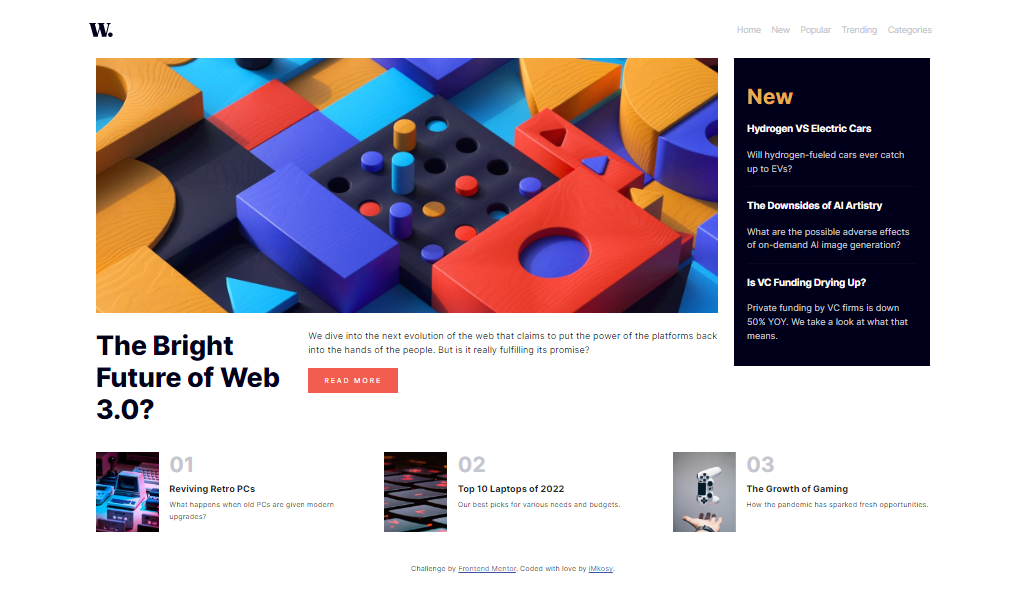 W.
Home New Popular Trending Categories
New
Hydrogen VS Electric Cars
Will hydrogen-fueled cars ever catch
up to EVs?
The Downsides of AI Artistry
What are the possible adverse effects
of on-demand AI image generation?
Is VC Funding Drying Up?
Private funding by VC firms is down
50% YOY. We take a look at what that
means.
The Bright
Future of Web
3.0?
We dive into the next evolution of the web that claims to put the power of the platforms back
into the hands of the people. But is it really fulfilling its promise?
READ MORE
01
Reviving Retro PCs
What happens when old PCs are given modern
upgrades?
02
Top 10 Laptops of 2022
Our best picks for various needs and budgets.
03
The Growth of Gaming
How the pandemic has sparked fresh opportunities.
Challenge by Frontend Mentor. Coded with love by iMkosy.